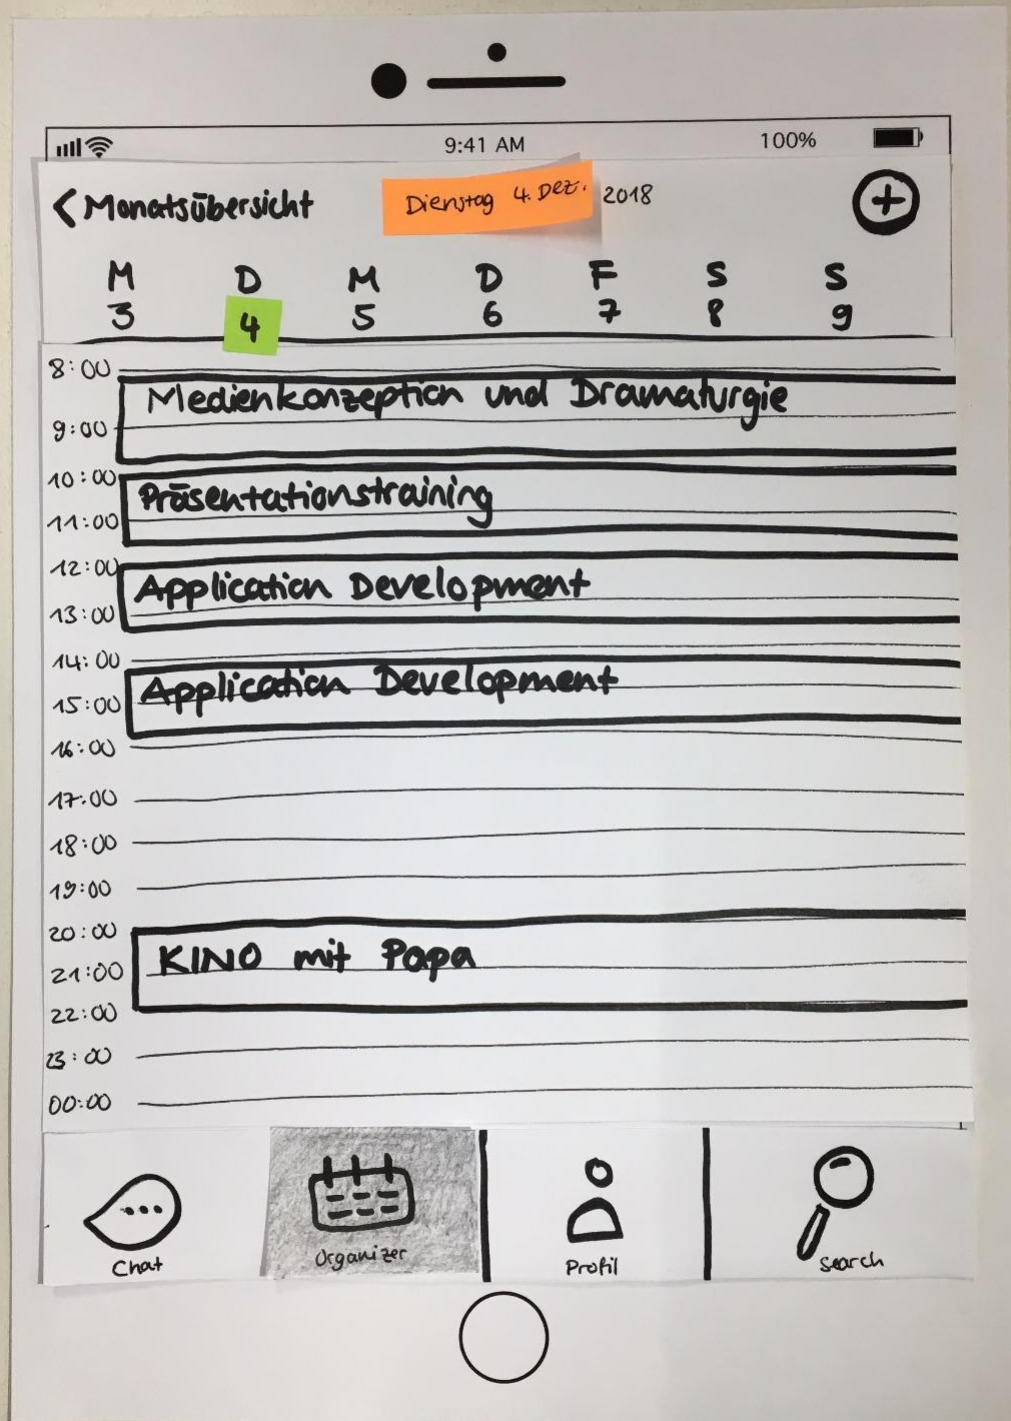 9:41 AM 100%
< Monatsübersicht Dienstag 4. Dez. 2018 +
M D M D F S S
3 4 5 6 7 8 9
8:00
Medienkonzeption und Dramaturgie
9:00
10:00
Präsentationstraining
11:00
12:00
Application Development
13:00
14:00
Application Development
15:00
16:00
17:00
18:00
19:00
20:00
KINO mit Papa
21:00
22:00
23:00
00:00
Chat Organizer Profil Search